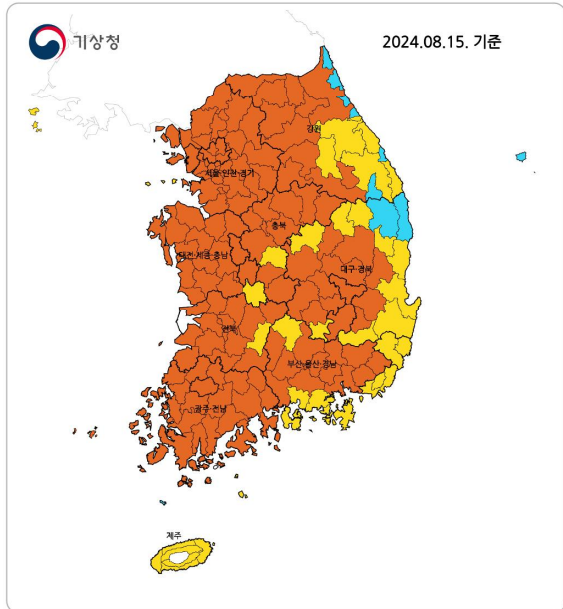 기상청
2024.08.15. 기준
강원
서울·인천·경기
충북
대전·세종·충남
대구·경북
전북
부산·울산·경남
광주·전남
제주